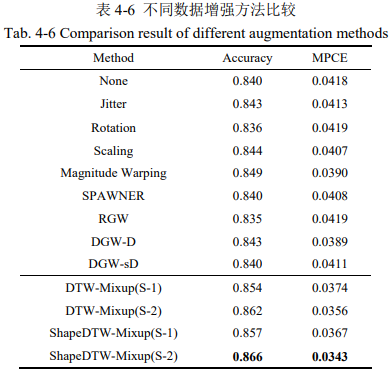 表 4-6 不同数据增强方法比较
Tab. 4-6 Comparison result of different augmentation methods
Method Accuracy MPCE
None 0.840 0.0418
Jitter 0.843 0.0413
Rotation 0.836 0.0419
Scaling 0.844 0.0407
Magnitude Warping 0.849 0.0390
SPAWNER 0.840 0.0408
RGW 0.835 0.0419
DGW-D 0.843 0.0389
DGW-sD 0.840 0.0411
DTW-Mixup(S-1) 0.854 0.0374
DTW-Mixup(S-2) 0.862 0.0356
ShapeDTW-Mixup(S-1) 0.857 0.0367
ShapeDTW-Mixup(S-2) 0.866 0.0343